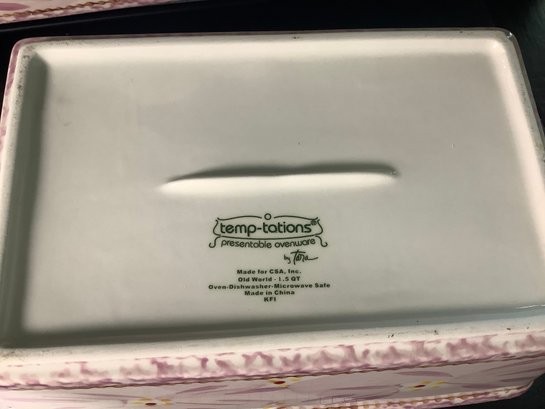 temp-tations®
presentable ovenware
by Tara
Made for CSA, Inc.
Old World - 1.5 QT
Oven-Dishwasher-Microwave Safe
Made in China
KFI